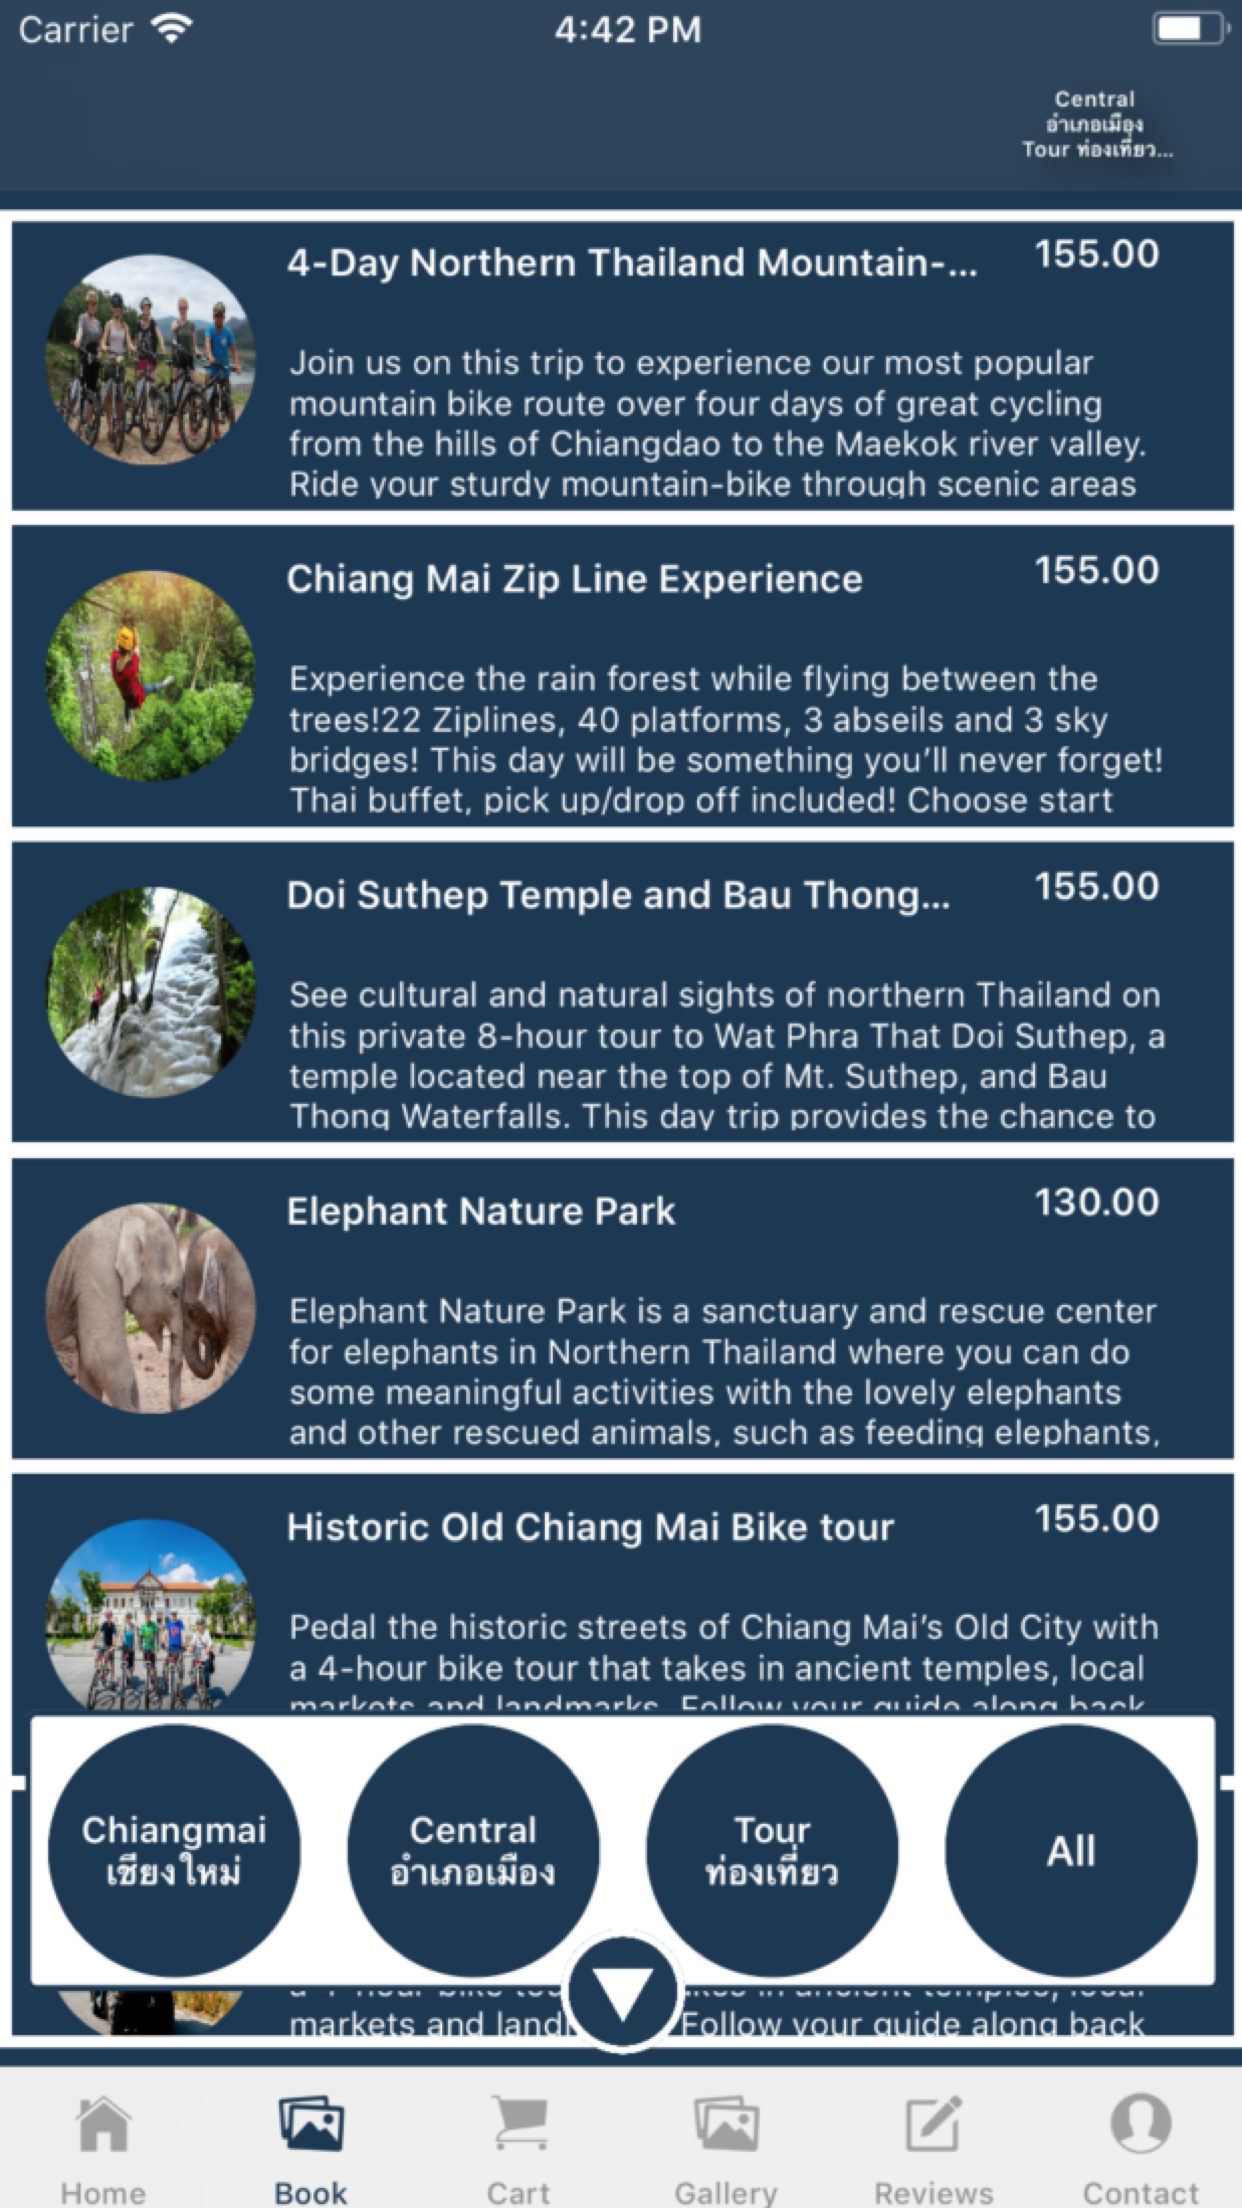 Carrier
4:42 PM
Central
อำเภอเมือง
Tour ท่องเที่ยว...
4-Day Northern Thailand Mountain-...
155.00
Join us on this trip to experience our most popular
mountain bike route over four days of great cycling
from the hills of Chiangdao to the Maekok river valley.
Ride your sturdy mountain-bike through scenic areas
Chiang Mai Zip Line Experience
155.00
Experience the rain forest while flying between the
trees!22 Ziplines, 40 platforms, 3 abseils and 3 sky
bridges! This day will be something you’ll never forget!
Thai buffet, pick up/drop off included! Choose start
Doi Suthep Temple and Bau Thong...
155.00
See cultural and natural sights of northern Thailand on
this private 8-hour tour to Wat Phra That Doi Suthep, a
temple located near the top of Mt. Suthep, and Bau
Thong Waterfalls. This day trip provides the chance to
Elephant Nature Park
130.00
Elephant Nature Park is a sanctuary and rescue center
for elephants in Northern Thailand where you can do
some meaningful activities with the lovely elephants
and other rescued animals, such as feeding elephants,
Historic Old Chiang Mai Bike tour
155.00
Pedal the historic streets of Chiang Mai’s Old City with
a 4-hour bike tour that takes in ancient temples, local
markets and landmarks. Follow your guide along back
Chiangmai
เชียงใหม่
Central
อำเภอเมือง
Tour
ท่องเที่ยว
All
markets and land Follow your guide along back
Home
Book
Cart
Gallery
Reviews
Contact